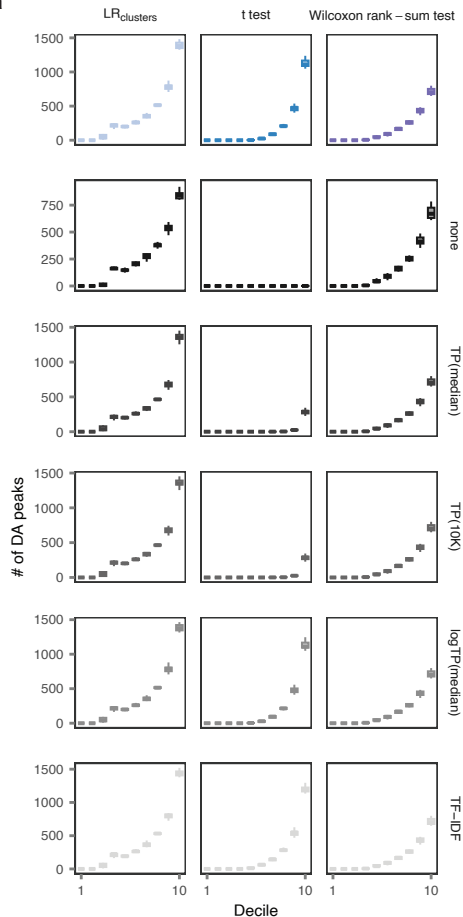 LRclusters t test Wilcoxon rank–sum test
1500
1000
500
0
none
750
500
250
0
TP(median)
1500
1000
500
0
TP(10K)
1500
1000
500
0
logTP(median)
1500
1000
500
0
TF–IDF
1500
1000
500
0
# of DA peaks
1 10 1 10 1 10
Decile